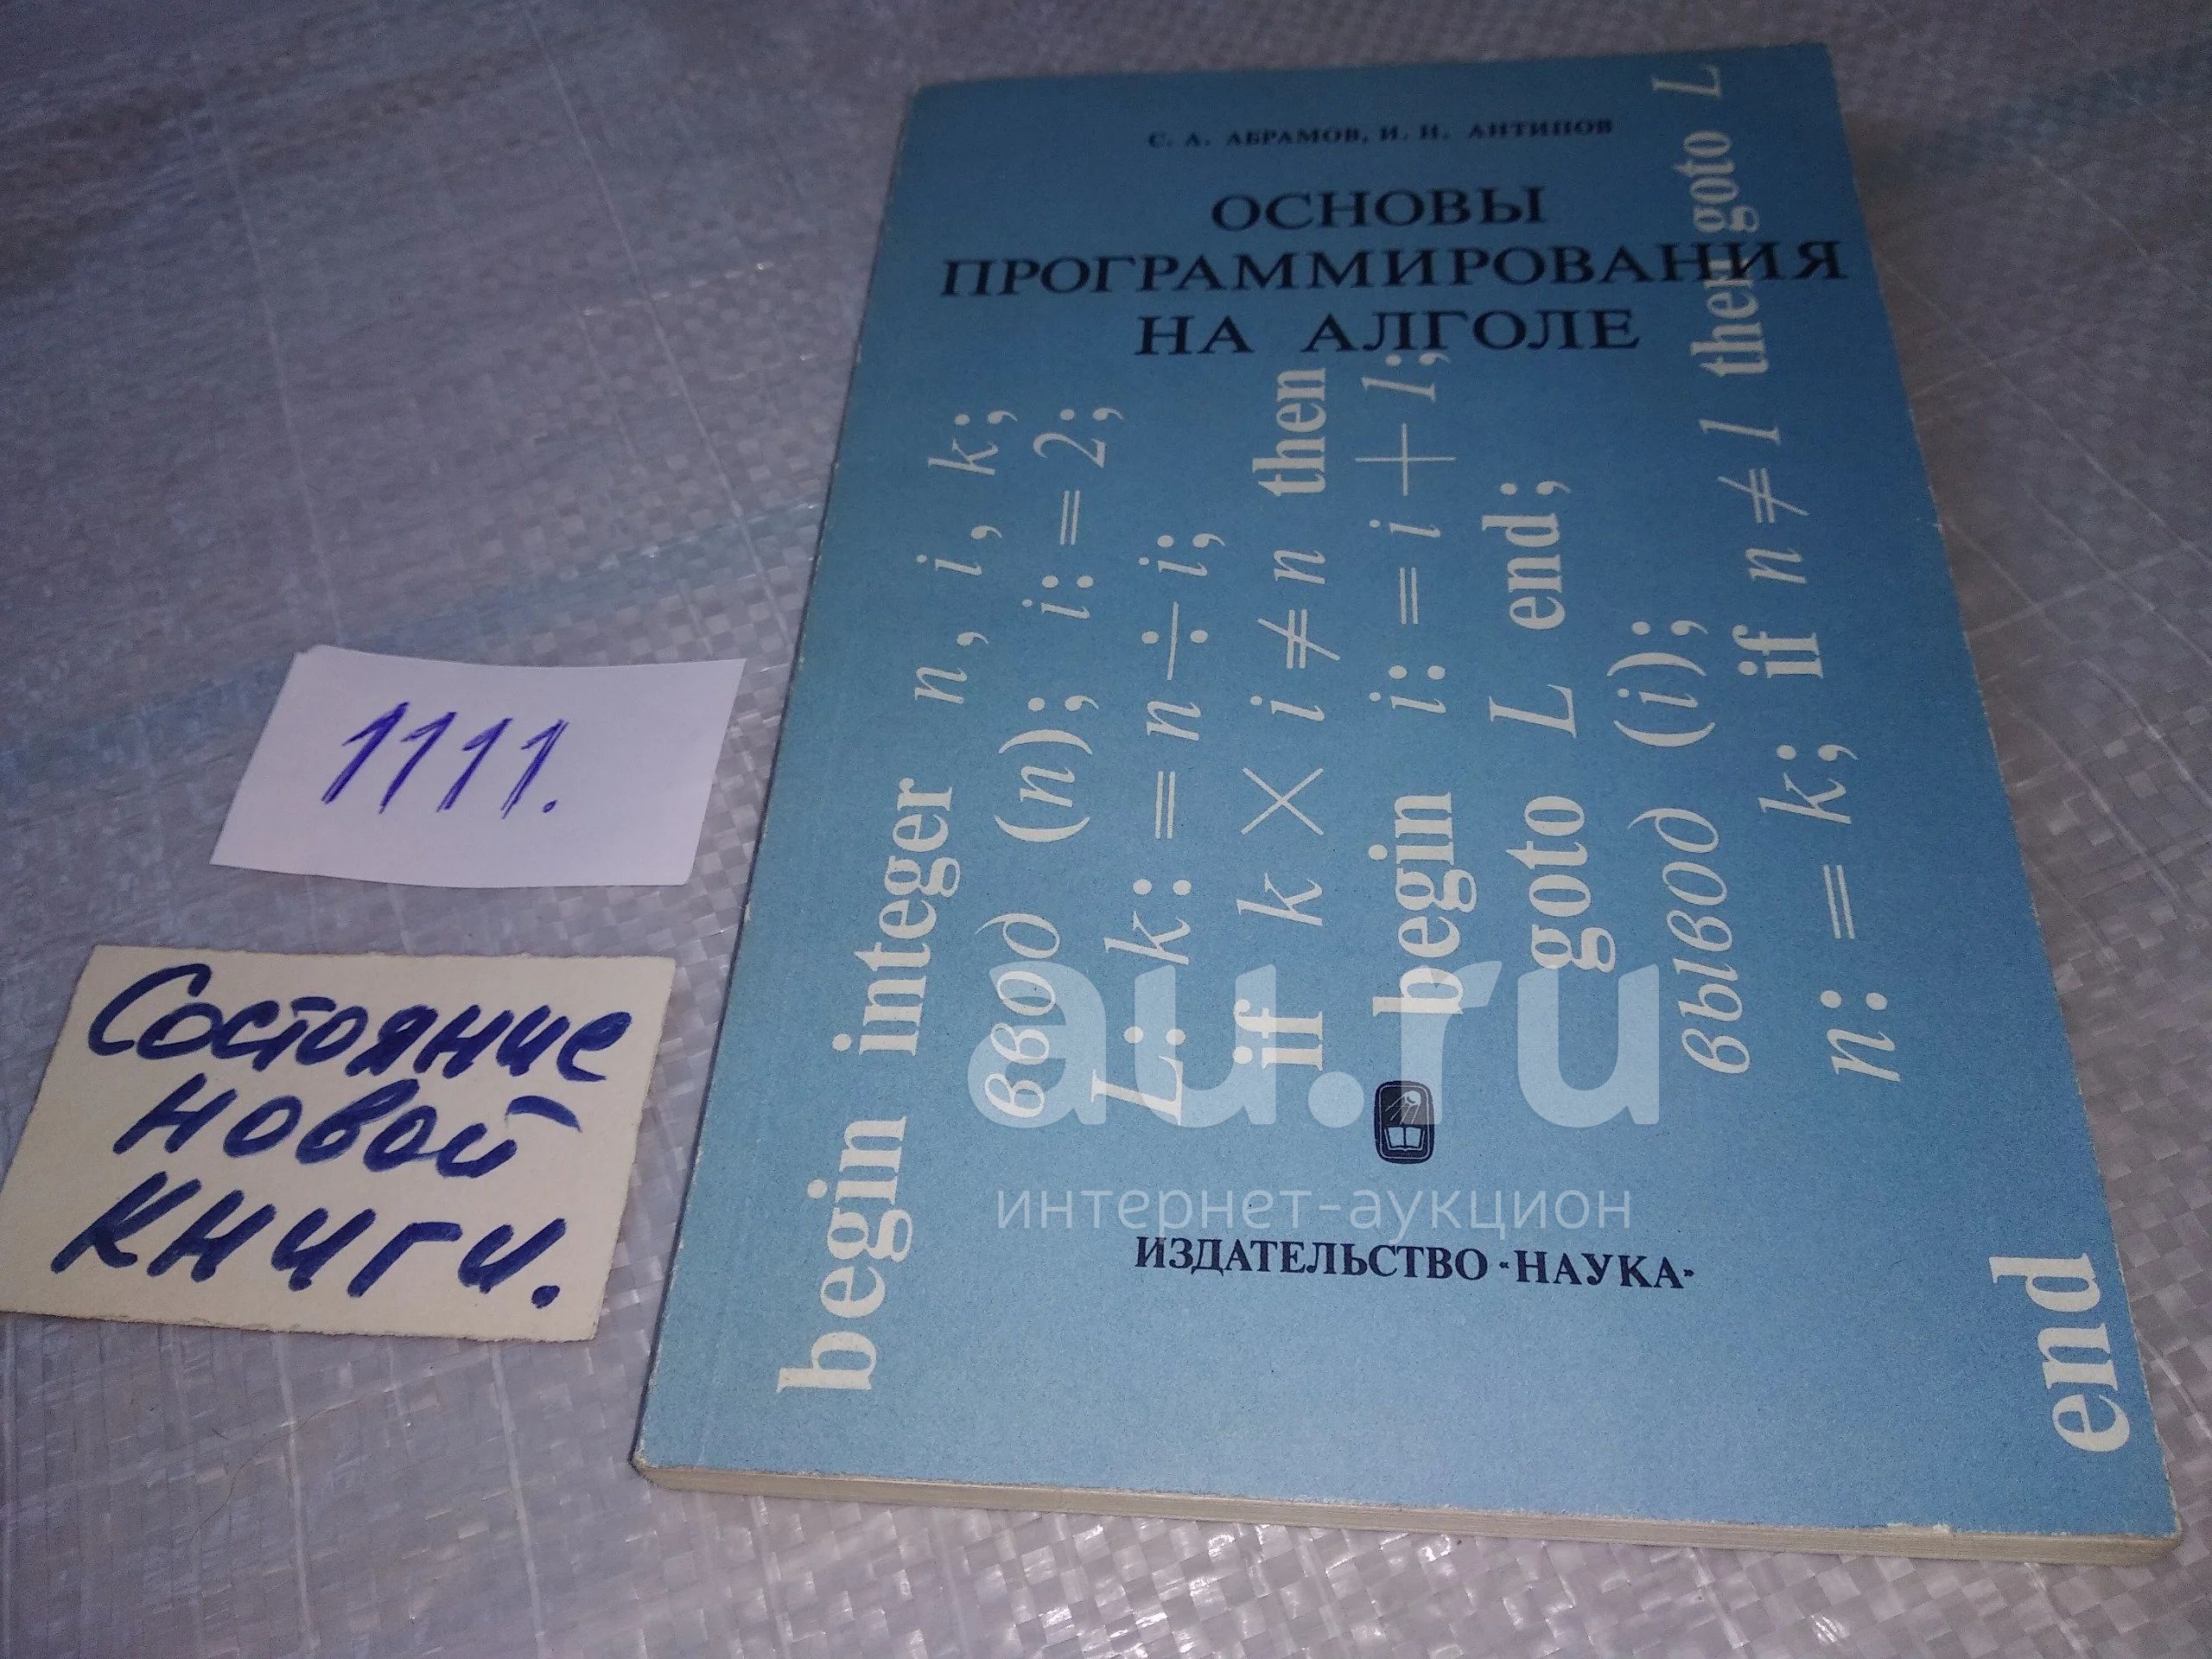 С. А. АБРАМОВ, И. Н. АНТИПОВ
ОСНОВЫ
ПРОГРАММИРОВАНИЯ
НА АЛГОЛЕ
begin integer n, i, k;
ввод (n); i: = 2;
L: k: = n ÷ i;
if k × i ≠ n then
begin i: = i + 1;
goto L end;
вывод (i);
n: = k; if n ≠ 1 then goto L
end
ИЗДАТЕЛЬСТВО «НАУКА»
1111.
Состояние
новой
книги.
au.ru
интернет-аукцион